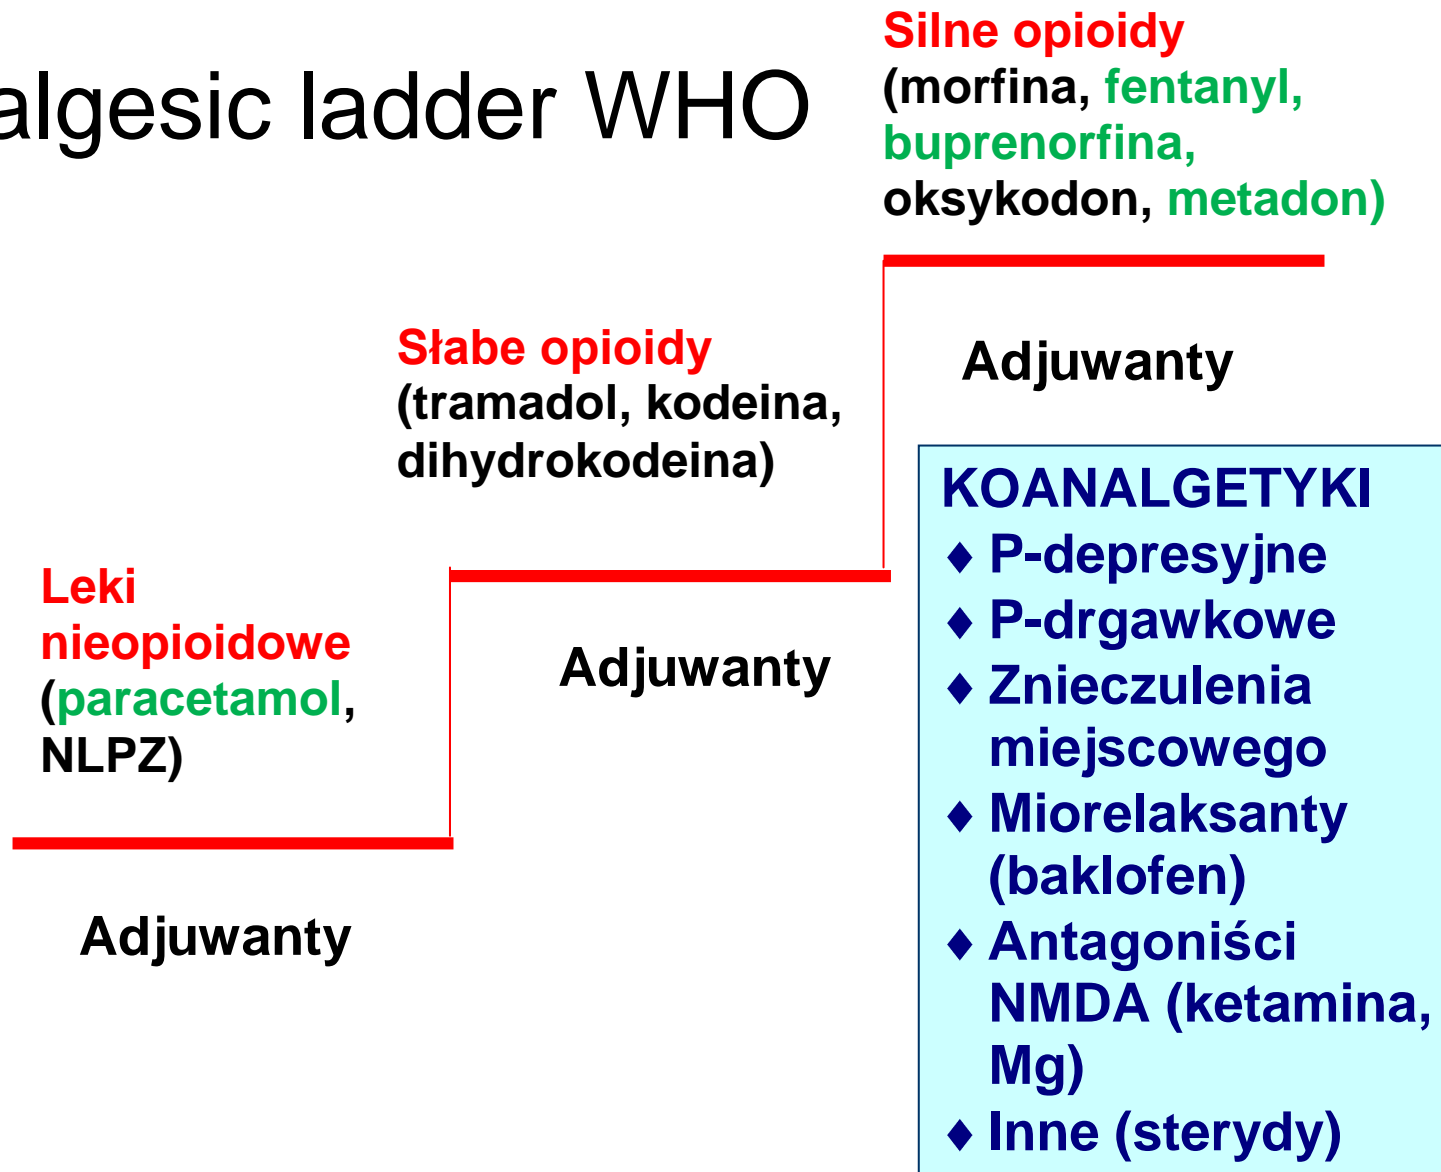 algesic ladder WHO
Silne opioidy
(morfina, fentanyl,
buprenorfina,
oksykodon, metadon)
Adjuwanty
Słabe opioidy
(tramadol, kodeina,
dihydrokodeina)
Adjuwanty
Leki
nieopioidowe
(paracetamol,
NLPZ)
Adjuwanty
KOANALGETYKI
♦ P-depresyjne
♦ P-drgawkowe
♦ Znieczulenia
miejscowego
♦ Miorelaksanty
(baklofen)
♦ Antagoniści
NMDA (ketamina,
Mg)
♦ Inne (sterydy)